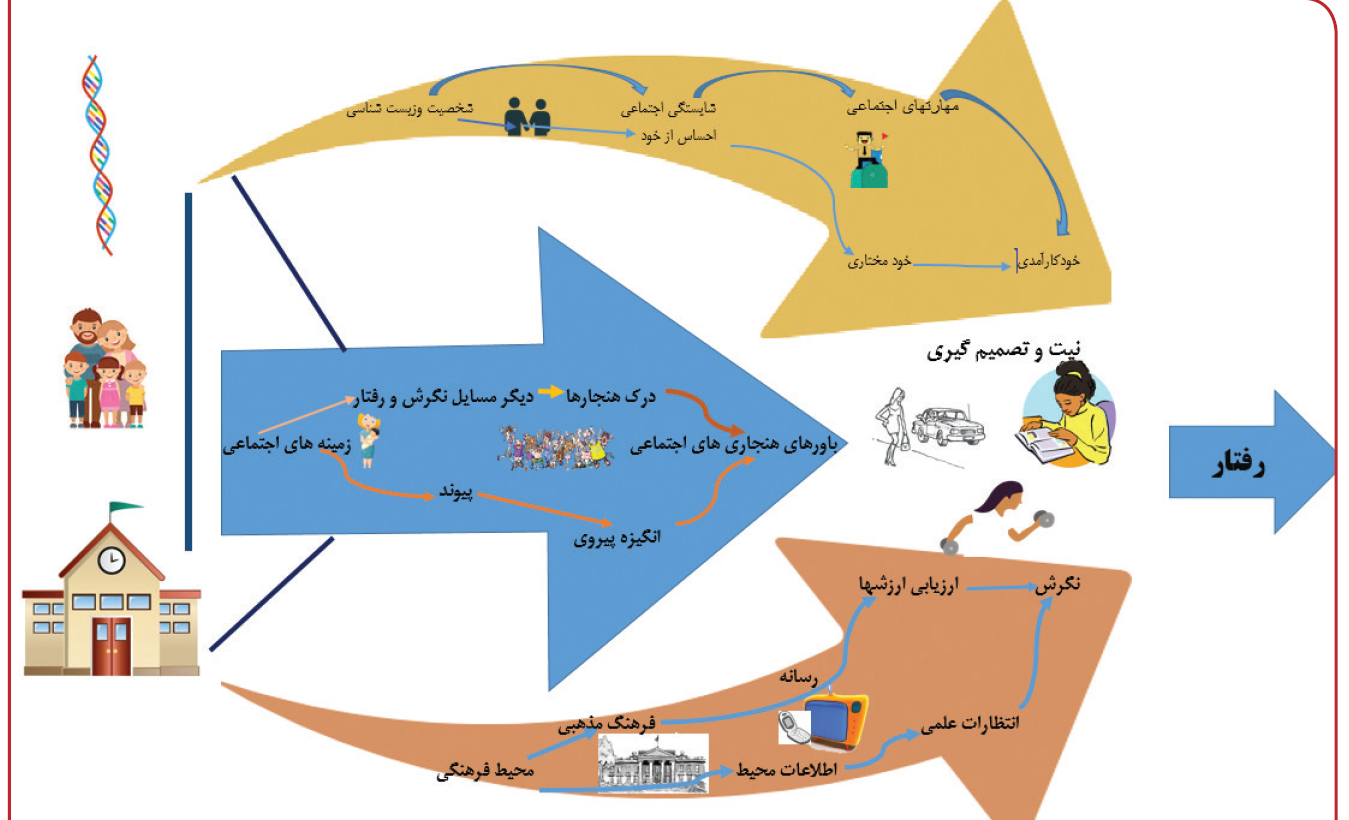 شخصیت وزیست شناسی
شایستگی اجتماعی
مهارتهای اجتماعی
احساس از خود
خود مختاری
خودکارآمدی
نیت و تصمیم گیری
دیگر مسایل نگرش و رفتار
درک هنجارها
زمینه های اجتماعی
باورهای هنجاری های اجتماعی
پیوند
انگیزه پیروی
رفتار
ارزیابی ارزشها
نگرش
رسانه
فرهنگ مذهبی
انتظارات علمی
محیط فرهنگی
اطلاعات محیط